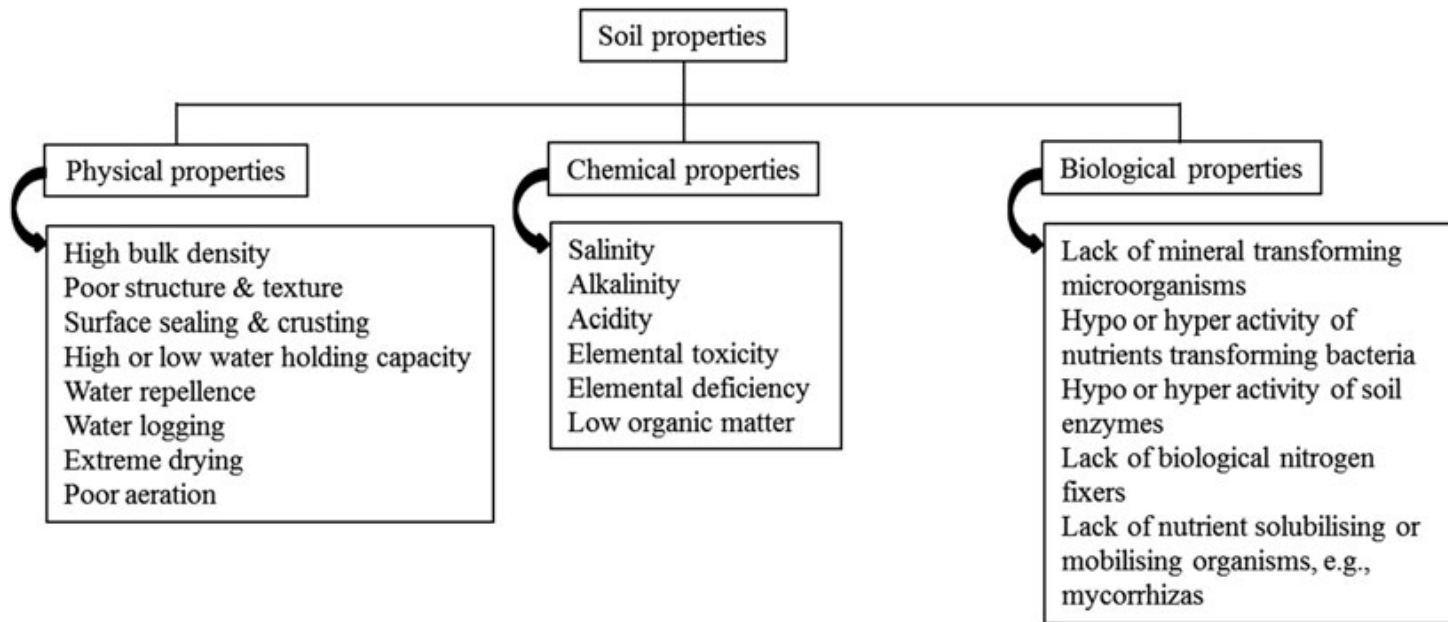 Soil properties
Physical properties
High bulk density
Poor structure & texture
Surface sealing & crusting
High or low water holding capacity
Water repellence
Water logging
Extreme drying
Poor aeration
Chemical properties
Salinity
Alkalinity
Acidity
Elemental toxicity
Elemental deficiency
Low organic matter
Biological properties
Lack of mineral transforming
microorganisms
Hypo or hyper activity of
nutrients transforming bacteria
Hypo or hyper activity of soil
enzymes
Lack of biological nitrogen
fixers
Lack of nutrient solubilising or
mobilising organisms, e.g.,
mycorrhizas